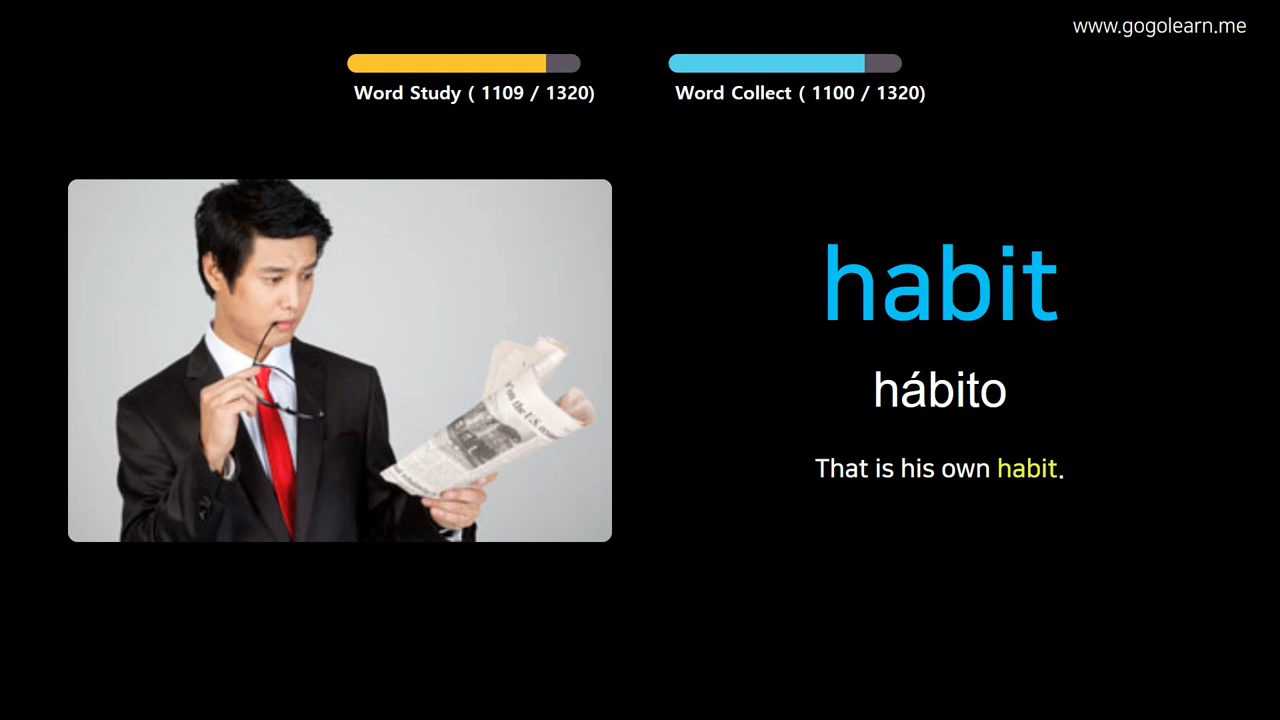 www.gogolearn.me
Word Study ( 1109 / 1320)
Word Collect ( 1100 / 1320)
habit
hábito
That is his own habit.